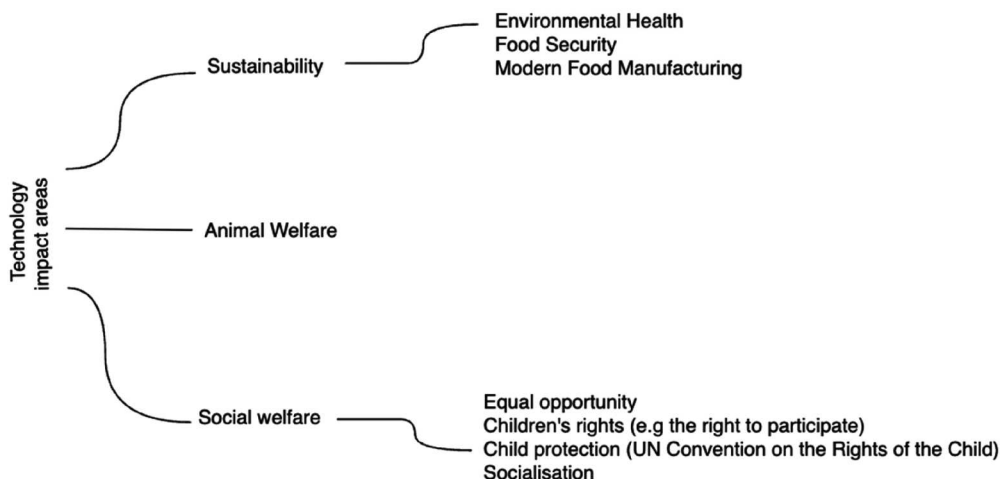 Technology
impact areas
Sustainability
Environmental Health
Food Security
Modern Food Manufacturing
Animal Welfare
Social welfare
Equal opportunity
Children's rights (e.g the right to participate)
Child protection (UN Convention on the Rights of the Child)
Socialisation